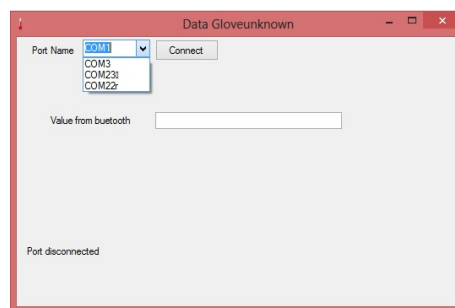 Data Gloveunknown
Port Name COM1 Connect
COM3
COM23
COM22r
Value from buetooth
Port disconnected